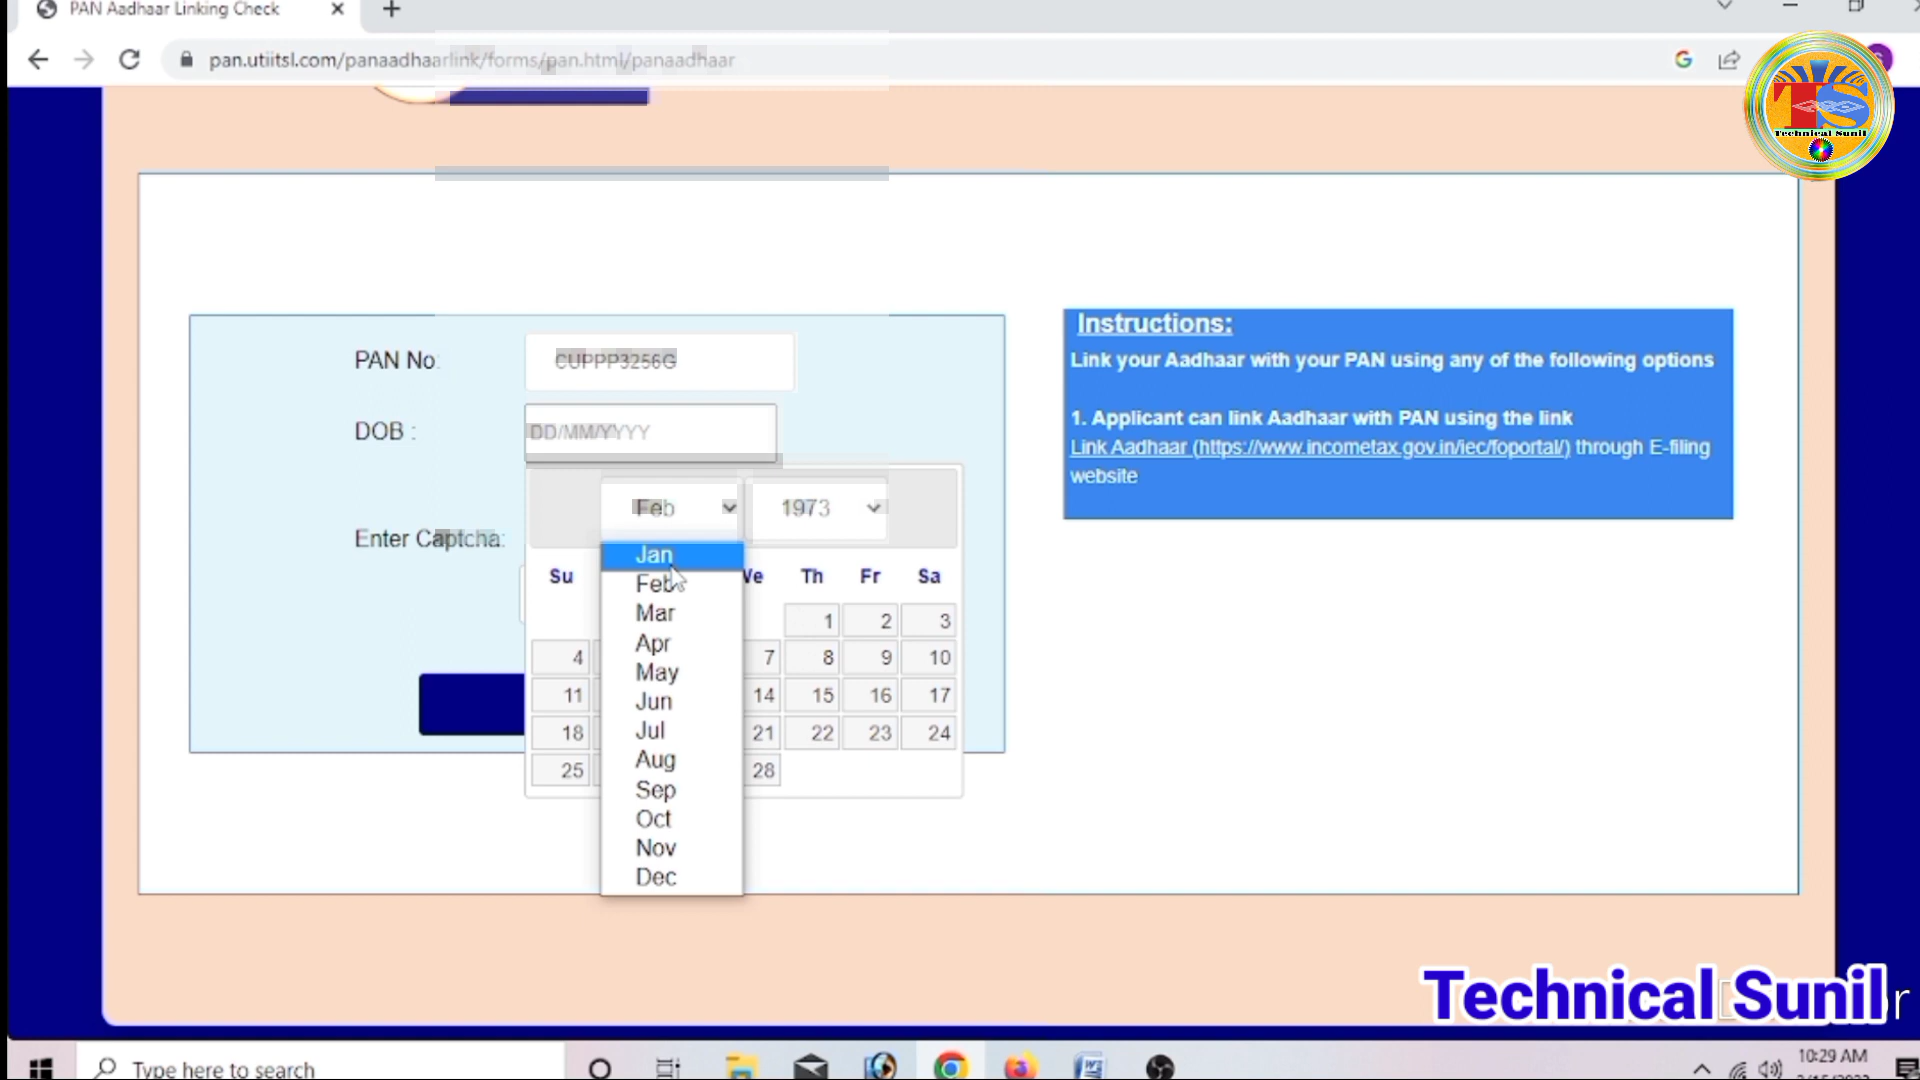 PAN Aadhaar Linking Check
pan.utiitsl.com/panaadhaarlink/forms/pan.html/panaadhaar
TS
Technical Sunil
PAN No:
CUPPP3256G
DOB :
DD/MM/YYYY
Enter Captcha:
Feb 1973
Su We Th Fr Sa
1 2 3
4 7 8 9 10
11 14 15 16 17
18 21 22 23 24
25 28
Jan
Feb
Mar
Apr
May
Jun
Jul
Aug
Sep
Oct
Nov
Dec
Instructions:
Link your Aadhaar with your PAN using any of the following options
1. Applicant can link Aadhaar with PAN using the link
Link Aadhaar (https://www.incometax.gov.in/iec/foportal/) through E-filing
website
Technical Sunil
Type here to search
10:29 AM